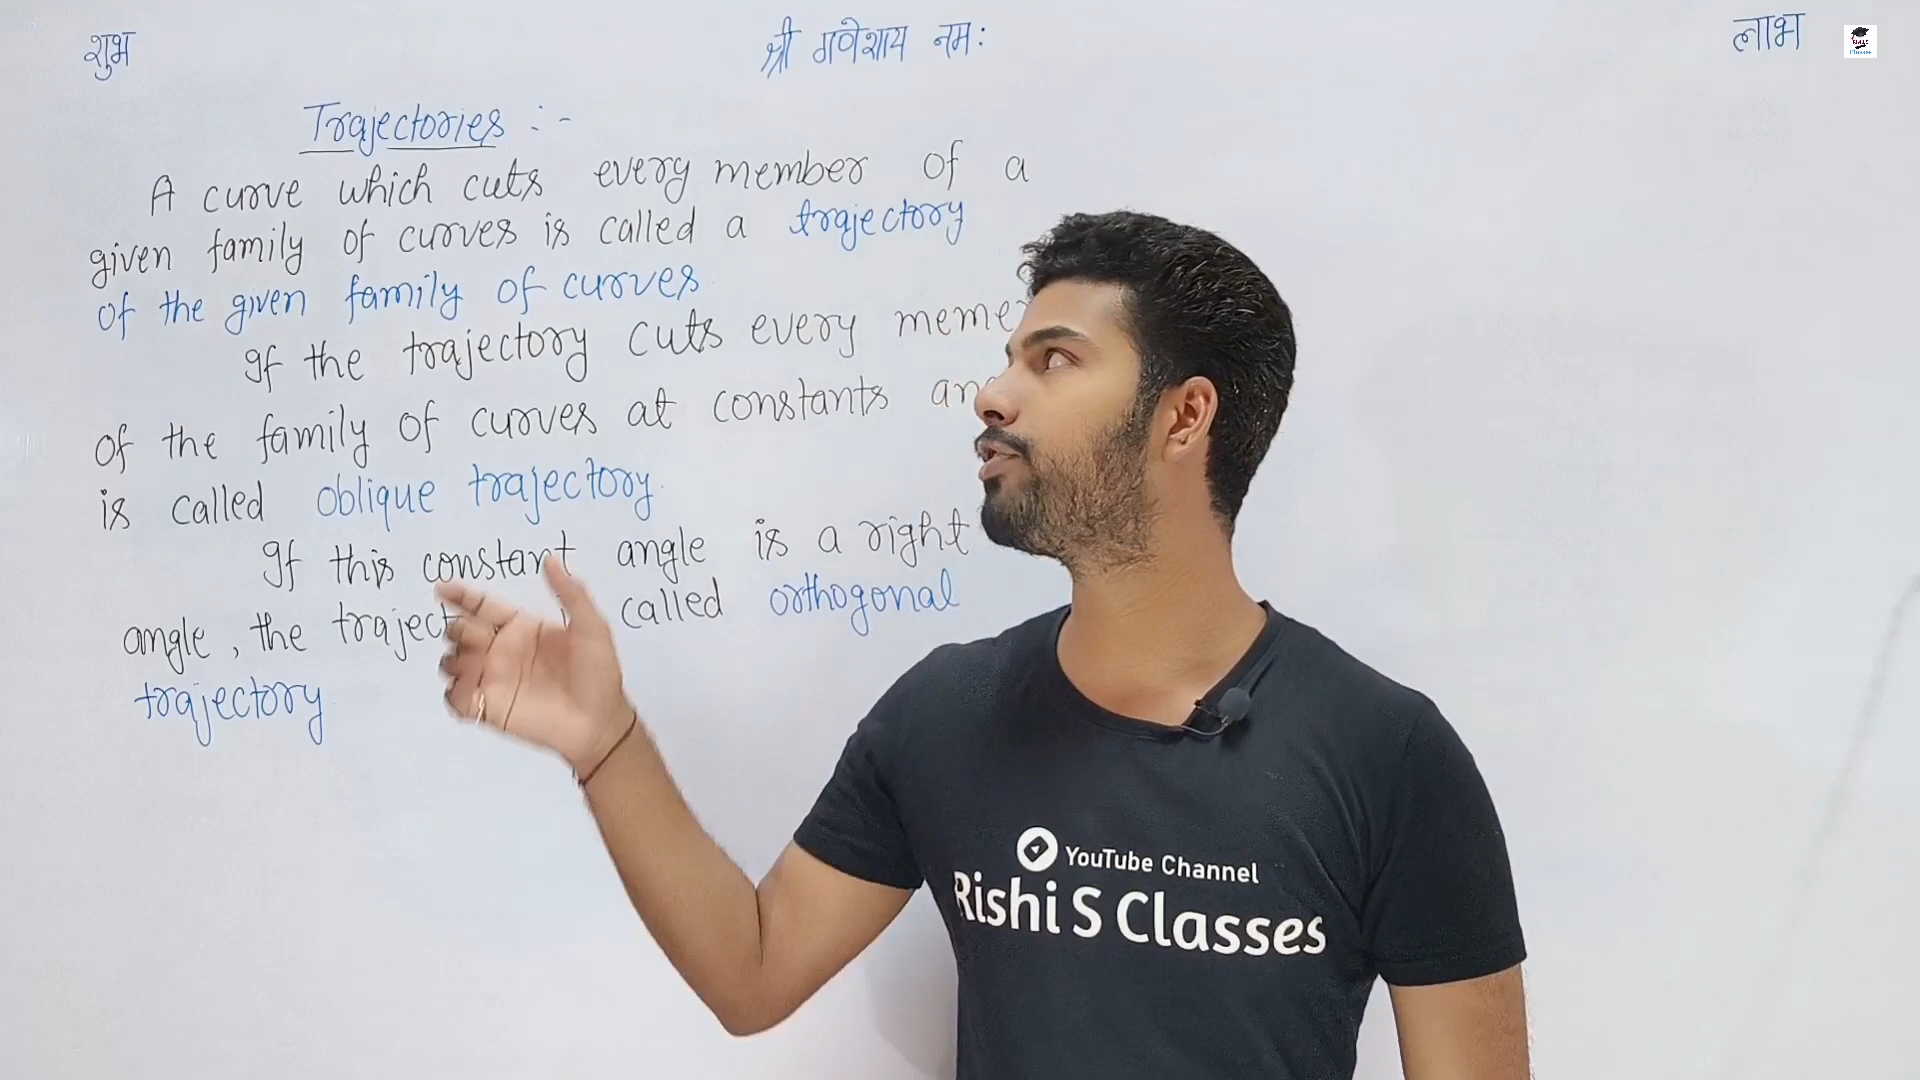 शुभ श्री गणेशाय नमः लाभ
Trajectories :-
A curve which cuts every member of a
given family of curves is called a trajectory
of the given family of curves.
If the trajectory cuts every
of the family of curves at constants
is called oblique trajectory.
If this constant angle is a right
angle, the called orthogonal
trajectory
YouTube Channel
Rishi S Classes